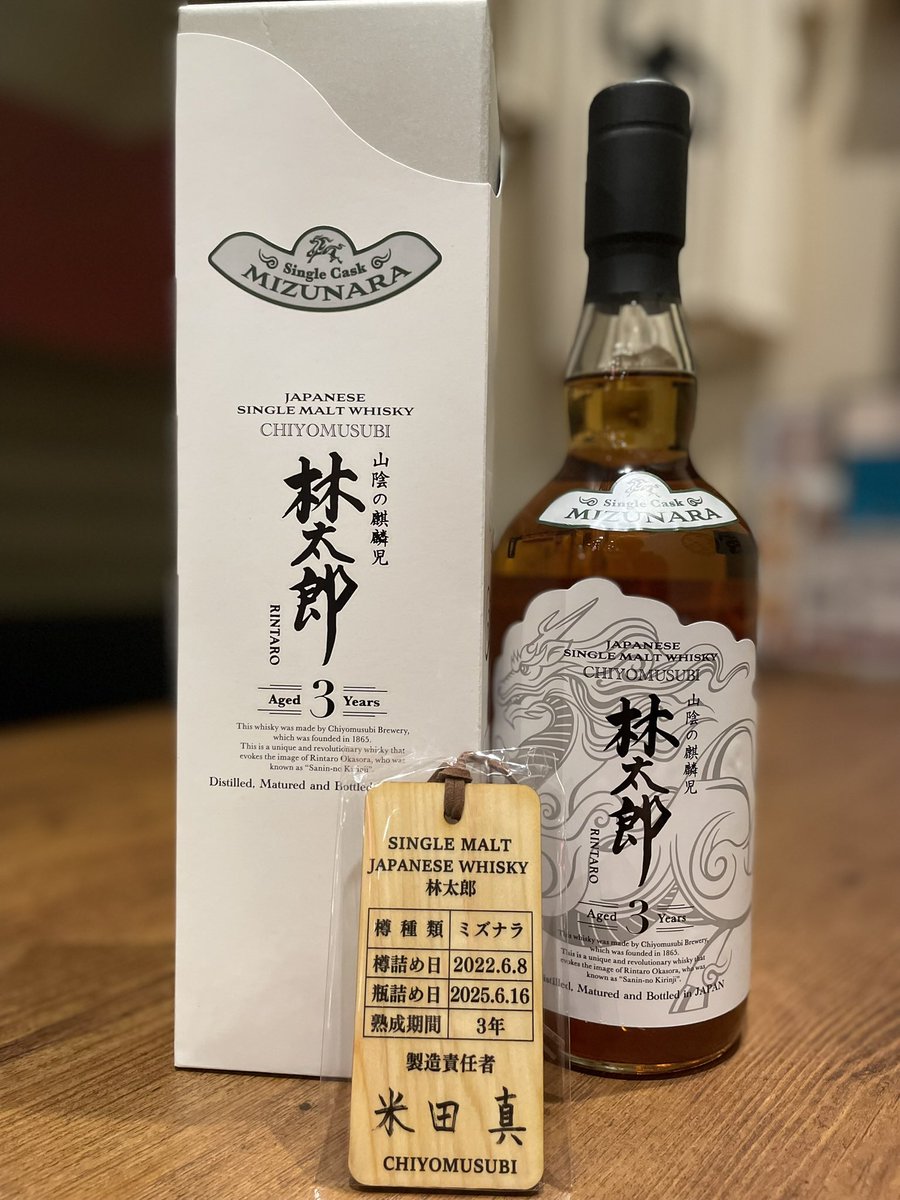 Single Cask
MIZUNARA
JAPANESE
SINGLE MALT WHISKY
CHIYOMUSUBI
山陰の麒麟児
林太郎
RINTARO
Aged 3 Years
This whisky was made by Chiyomusubi Brewery,
which was founded in 1865.
This is a unique and revolutionary whisky that
evokes the image of Rintaro Okasora, who was
known as "Sanin-no Kirinji".
Distilled, Matured and Bottled
Single Cask
MIZUNARA
JAPANESE
SINGLE MALT WHISKY
CHIYOMUSUBI
山陰の麒麟児
林太郎
RINTARO
Aged 3 Years
This whisky was made by Chiyomusubi Brewery,
which was founded in 1865.
This is a unique and revolutionary whisky that
evokes the image of Rintaro Okasora, who was
known as "Sanin-no Kirinji".
Distilled, Matured and Bottled in JAPAN
SINGLE MALT
JAPANESE WHISKY
林太郎
樽種類 ミズナラ
樽詰め日 2022.6.8
瓶詰め日 2025.6.16
熟成期間 3年
製造責任者
米田 真
CHIYOMUSUBI